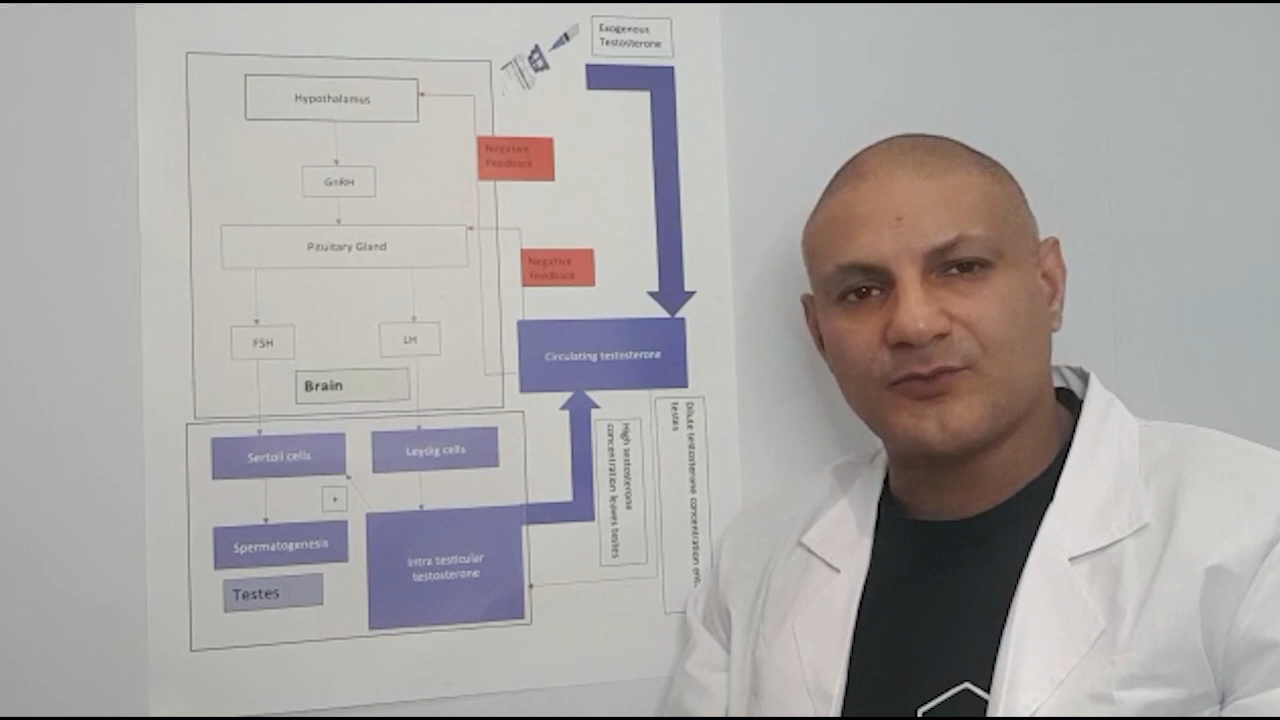 Exogenous
Testosterone
Hypothalamus
Negative
Feedback
GnRH
Pituitary Gland
Negative
Feedback
FSH
LH
Circulating testosterone
Brain
Sertoli cells
Leydig cells
High testosterone
concentration leaves testes
Dilute testosterone concentration
testes
+
Spermatogenesis
Intra testicular
testosterone
Testes